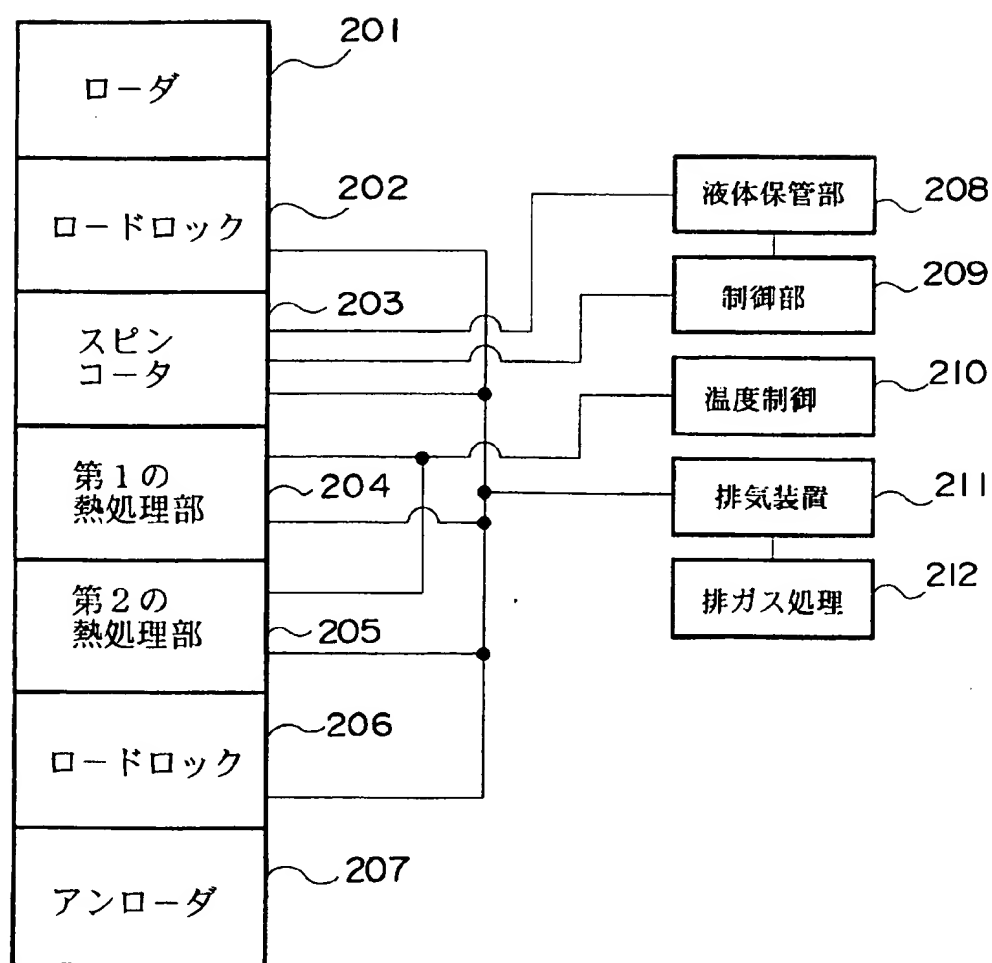 201
ローダ
202
ロードロック
203
スピン
コータ
第1の
熱処理部
204
第2の
熱処理部
205
206
ロードロック
207
アンローダ
液体保管部
208
制御部
209
温度制御
210
排気装置
211
排ガス処理
212